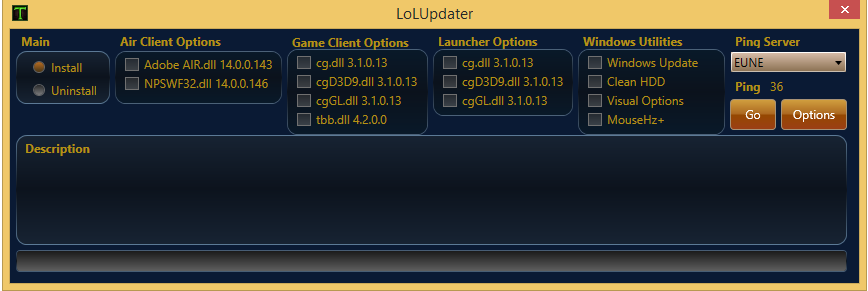 T
LoLUpdater
x
Main
Install
Uninstall
Air Client Options
Adobe AIR.dll 14.0.0.143
NPSWF32.dll 14.0.0.146
Game Client Options
cg.dll 3.1.0.13
cgD3D9.dll 3.1.0.13
cgGL.dll 3.1.0.13
tbb.dll 4.2.0.0
Launcher Options
cg.dll 3.1.0.13
cgD3D9.dll 3.1.0.13
cgGL.dll 3.1.0.13
Windows Utilities
Windows Update
Clean HDD
Visual Options
MouseHz+
Ping Server
EUNE
Ping 36
Go Options
Description